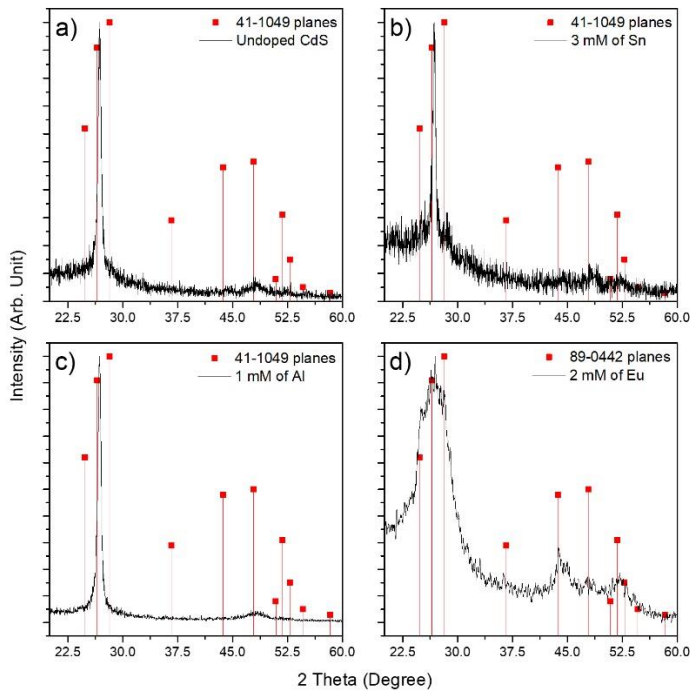 a)
41-1049 planes
Undoped CdS
22.5 30.0 37.5 45.0 52.5 60.0
b)
41-1049 planes
3 mM of Sn
22.5 30.0 37.5 45.0 52.5 60.0
Intensity (Arb. Unit)
c)
41-1049 planes
1 mM of Al
22.5 30.0 37.5 45.0 52.5 60.0
d)
89-0442 planes
2 mM of Eu
22.5 30.0 37.5 45.0 52.5 60.0
2 Theta (Degree)